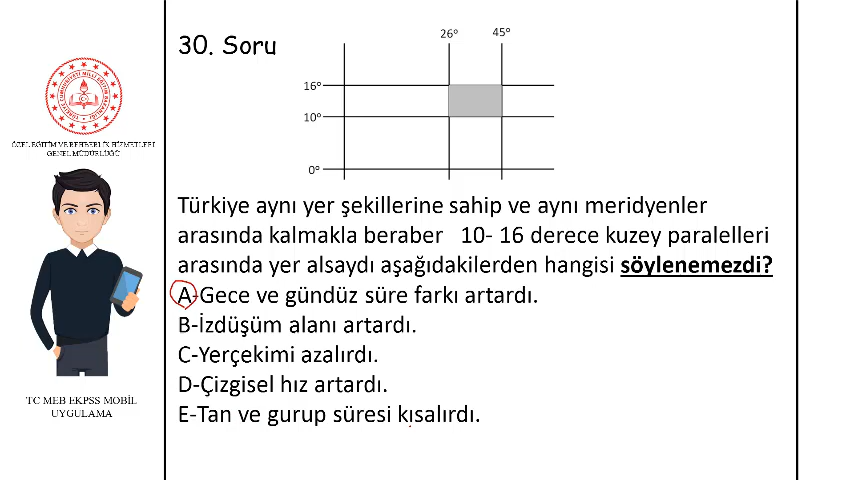 30. Soru
26°
45°
16°
10°
0°
ÖZEL EĞİTİM VE REHBERLİK HİZMETLERİ
GENEL MÜDÜRLÜĞÜ
Türkiye aynı yer şekillerine sahip ve aynı meridyenler
arasında kalmakla beraber 10- 16 derece kuzey paralelleri
arasında yer alsaydı aşağıdakilerden hangisi söylenemezdi?
A-Gece ve gündüz süre farkı artardı.
B-İzdüşüm alanı artardı.
C-Yerçekimi azalırdı.
D-Çizgisel hız artardı.
E-Tan ve gurup süresi kısalırdı.
TC MEB EKPSS MOBİL
UYGULAMA